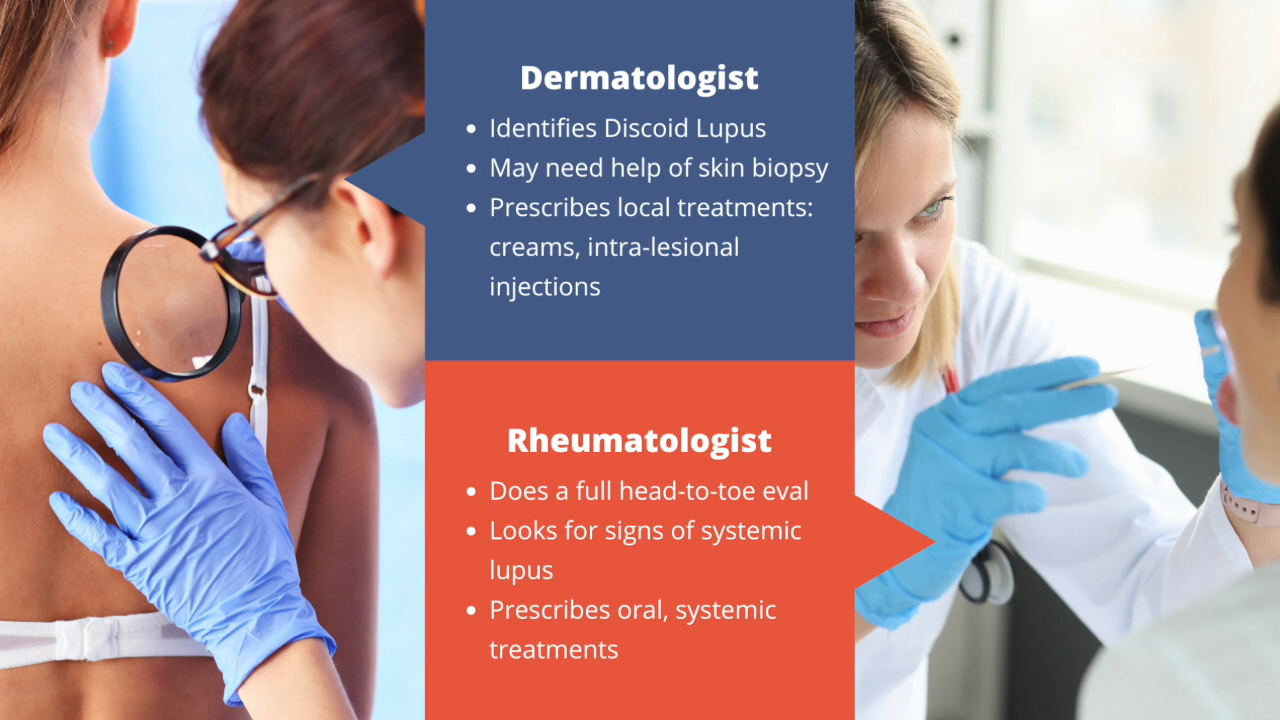 Dermatologist
• Identifies Discoid Lupus
• May need help of skin biopsy
• Prescribes local treatments:
creams, intra-lesional
injections
Rheumatologist
• Does a full head-to-toe eval
• Looks for signs of systemic
lupus
• Prescribes oral, systemic
treatments